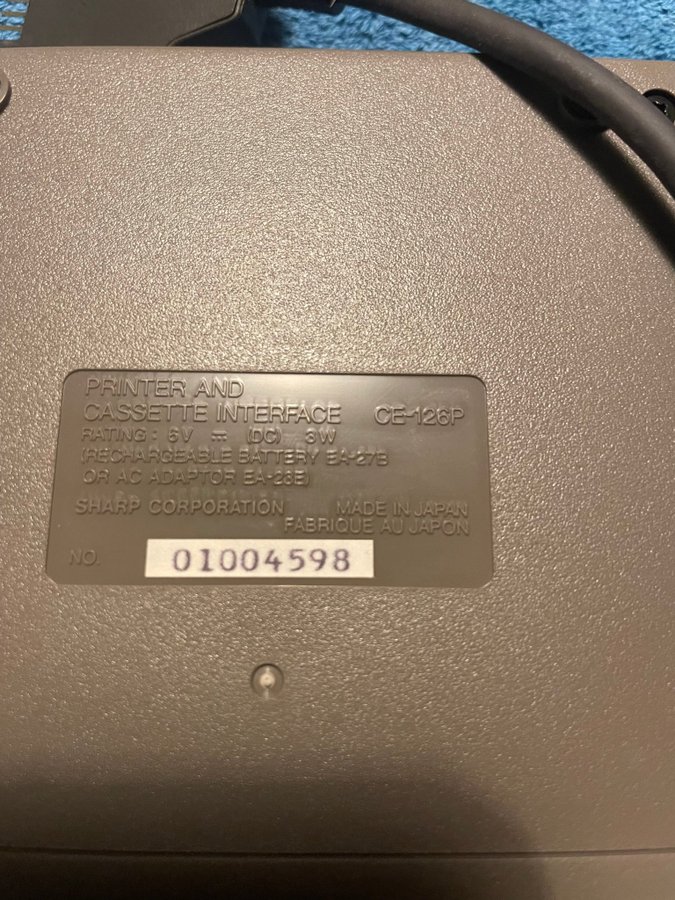 PRINTER AND
CASSETTE INTERFACE CE-126P
RATING: 6V ⎓ (DC) 3W
(RECHARGEABLE BATTERY EA-27B
OR AC ADAPTOR EA-28E)
SHARP CORPORATION MADE IN JAPAN
FABRIQUE AU JAPON
NO. 01004598